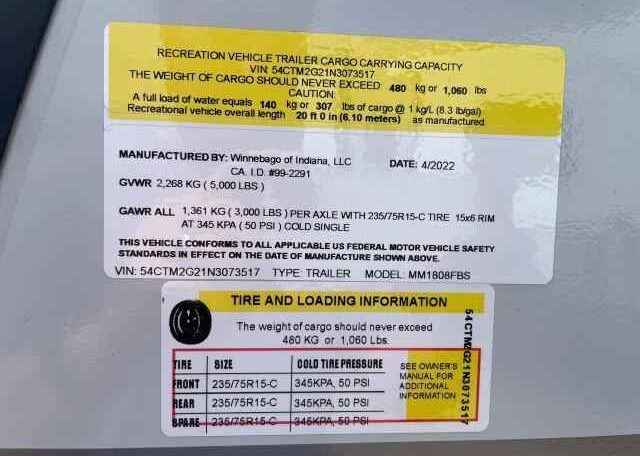 RECREATION VEHICLE TRAILER CARGO CARRYING CAPACITY
VIN: 54CTM2G21N3073517
THE WEIGHT OF CARGO SHOULD NEVER EXCEED 480 kg or 1,060 lbs
CAUTION:
A full load of water equals 140 kg or 307 lbs of cargo @ 1 kg/L (8.3 lb/gal)
Recreational vehicle overall length 20 ft 0 in (6.10 meters) as manufactured
MANUFACTURED BY: Winnebago of Indiana, LLC DATE: 4/2022
CA. I.D. #99-2291
GVWR 2,268 KG ( 5,000 LBS )
GAWR ALL 1,361 KG ( 3,000 LBS ) PER AXLE WITH 235/75R15-C TIRE 15x6 RIM
AT 345 KPA ( 50 PSI ) COLD SINGLE
THIS VEHICLE CONFORMS TO ALL APPLICABLE US FEDERAL MOTOR VEHICLE SAFETY
STANDARDS IN EFFECT ON THE DATE OF MANUFACTURE SHOWN ABOVE.
VIN: 54CTM2G21N3073517 TYPE: TRAILER MODEL: MM1808FBS
TIRE AND LOADING INFORMATION
The weight of cargo should never exceed
480 KG or 1,060 Lbs
TIRE SIZE COLD TIRE PRESSURE
FRONT 235/75R15-C 345KPA, 50 PSI
REAR 235/75R15-C 345KPA, 50 PSI
SPARE 235/75R15-C 345KPA, 50 PSI
SEE OWNER'S
MANUAL FOR
ADDITIONAL
INFORMATION
54CTM2G21N3073517